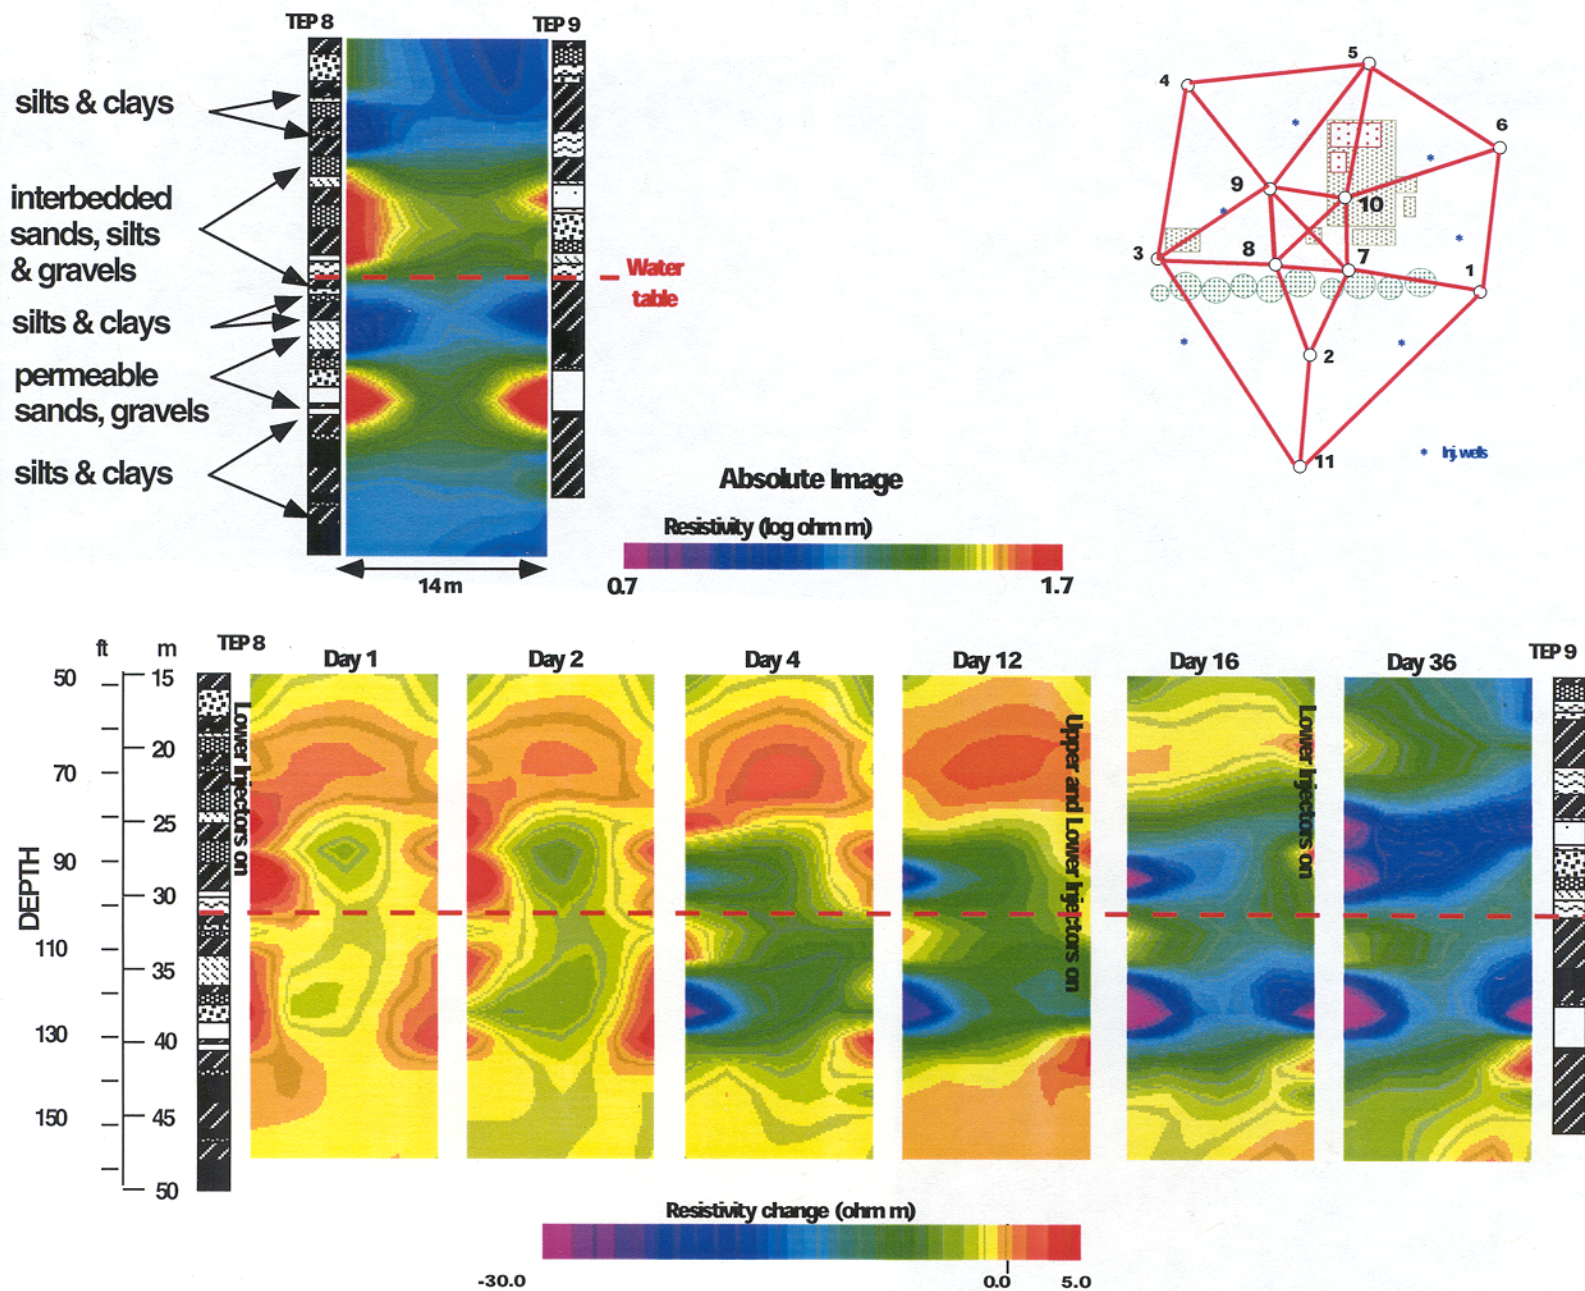 TEP 8
TEP 9
silts & clays
interbedded
sands, silts
& gravels
Water
table
silts & clays
permeable
sands, gravels
silts & clays
14 m
Absolute Image
Resistivity (log ohm m)
0.7
1.7
5
4
6
9
10
3
8
7
1
2
11
* Inj. wells
ft
m
TEP 8
Day 1
Day 2
Day 4
Day 12
Day 16
Day 36
TEP 9
DEPTH
50
70
90
110
130
150
15
20
25
30
35
40
45
50
Lower Injectors on
Upper and Lower Injectors on
Lower Injectors on
Resistivity change (ohm m)
-30.0
0.0
5.0